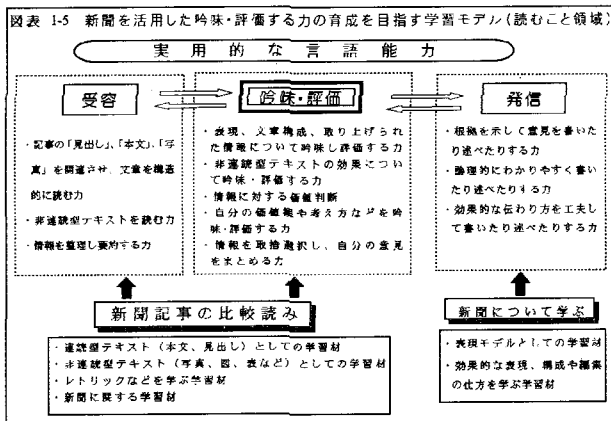 図表 1-5 新聞を活用した吟味・評価する力の育成を目指す学習モデル(読むこと領域)
実用的な言語能力
受容
・記事の「見出し」、「本文」、「写
真」を関連させ、文章を構造
的に読む力
・非連続型テキストを読む力
・情報を整理し要約する力
吟味・評価
・表現、文章構成、取り上げられ
た情報について吟味し評価する力
・非連続型テキストの効果につい
て吟味・評価する力
・情報に対する価値判断
・自分の価値観や考え方などを吟
味・評価する力
・情報を取捨選択し、自分の意見
をまとめる力
発信
・根拠を示して意見を書いた
り述べたりする力
・論理的にわかりやすく書い
たり述べたりする力
・効果的な伝わり方を工夫し
て書いたり述べたりする力
新聞記事の比較読み
・連続型テキスト(本文、見出し)としての学習材
・非連続型テキスト(写真、図、表など)としての学習材
・レトリックなどを学ぶ学習材
・新聞に関する学習材
新聞について学ぶ
・表現モデルとしての学習材
・効果的な表現、構成や編集
の仕方を学ぶ学習材